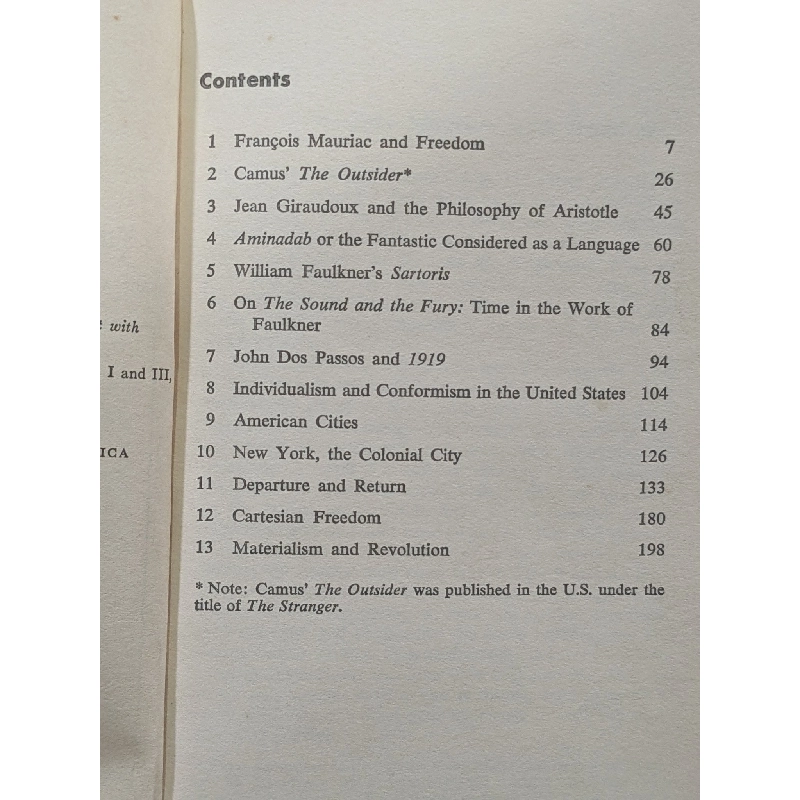 Contents
1 François Mauriac and Freedom 7
2 Camus' The Outsider* 26
3 Jean Giraudoux and the Philosophy of Aristotle 45
4 Aminadab or the Fantastic Considered as a Language 60
5 William Faulkner's Sartoris 78
6 On The Sound and the Fury: Time in the Work of
Faulkner 84
7 John Dos Passos and 1919 94
8 Individualism and Conformism in the United States 104
9 American Cities 114
10 New York, the Colonial City 126
11 Departure and Return 133
12 Cartesian Freedom 180
13 Materialism and Revolution 198
* Note: Camus' The Outsider was published in the U.S. under the
title of The Stranger.
with
I and III,
ICA